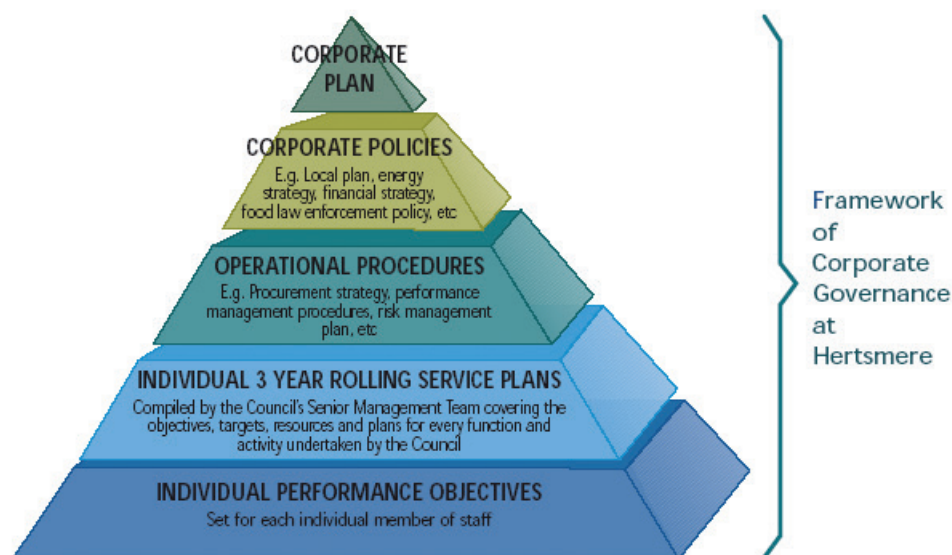 CORPORATE
PLAN
CORPORATE POLICIES
E.g. Local plan, energy
strategy, financial strategy,
food law enforcement policy, etc
OPERATIONAL PROCEDURES
E.g. Procurement strategy, performance
management procedures, risk management
plan, etc
INDIVIDUAL 3 YEAR ROLLING SERVICE PLANS
Compiled by the Council's Senior Management Team covering the
objectives, targets, resources and plans for every function and
activity undertaken by the Council
INDIVIDUAL PERFORMANCE OBJECTIVES
Set for each individual member of staff
Framework
of
Corporate
Governance
at
Hertsmere